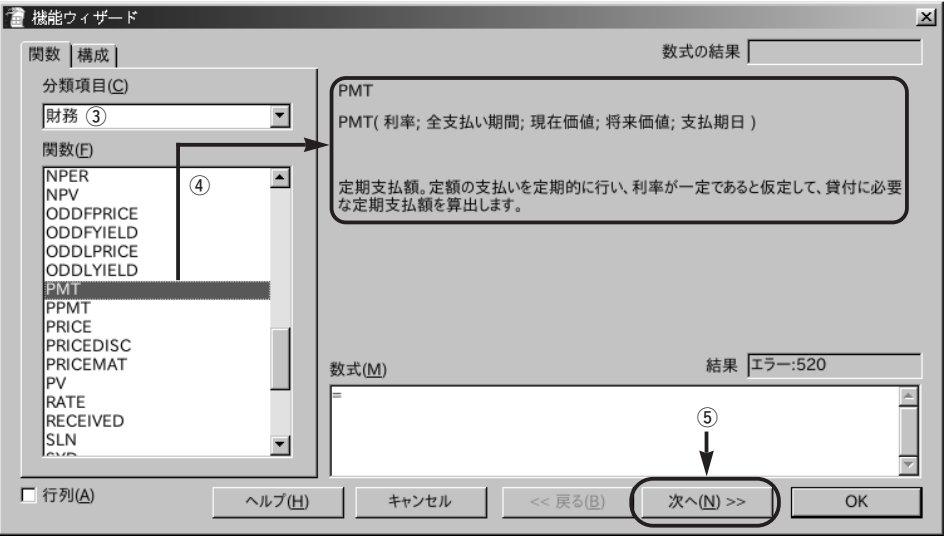 機能ウィザード
関数 構成
数式の結果
分類項目(C)
財務 ③
関数(F)
④
NPER
NPV
ODDFPRICE
ODDFYIELD
ODDLPRICE
ODDLYIELD
PMT
PPMT
PRICE
PRICEDISC
PRICEMAT
PV
RATE
RECEIVED
SLN
PMT
PMT( 利率; 全支払い期間; 現在価値; 将来価値; 支払期日 )
定期支払額。定額の支払いを定期的に行い、利率が一定であると仮定して、貸付に必要
な定期支払額を算出します。
数式(M)
結果 エラー:520
=
⑤
行列(A)
ヘルプ(H) キャンセル << 戻る(B) 次へ(N) >> OK